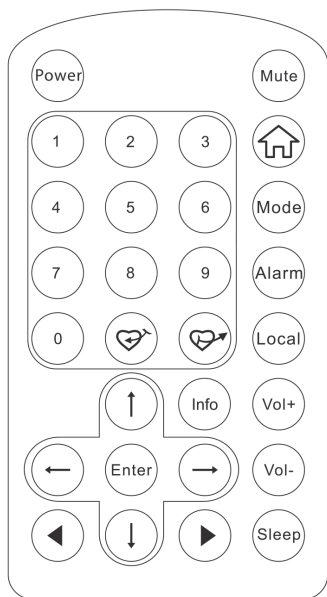 Power Mute
1 2 3
4 5 6 Mode
7 8 9 Alarm
0 Local
Info Vol+
Enter Vol-
Sleep